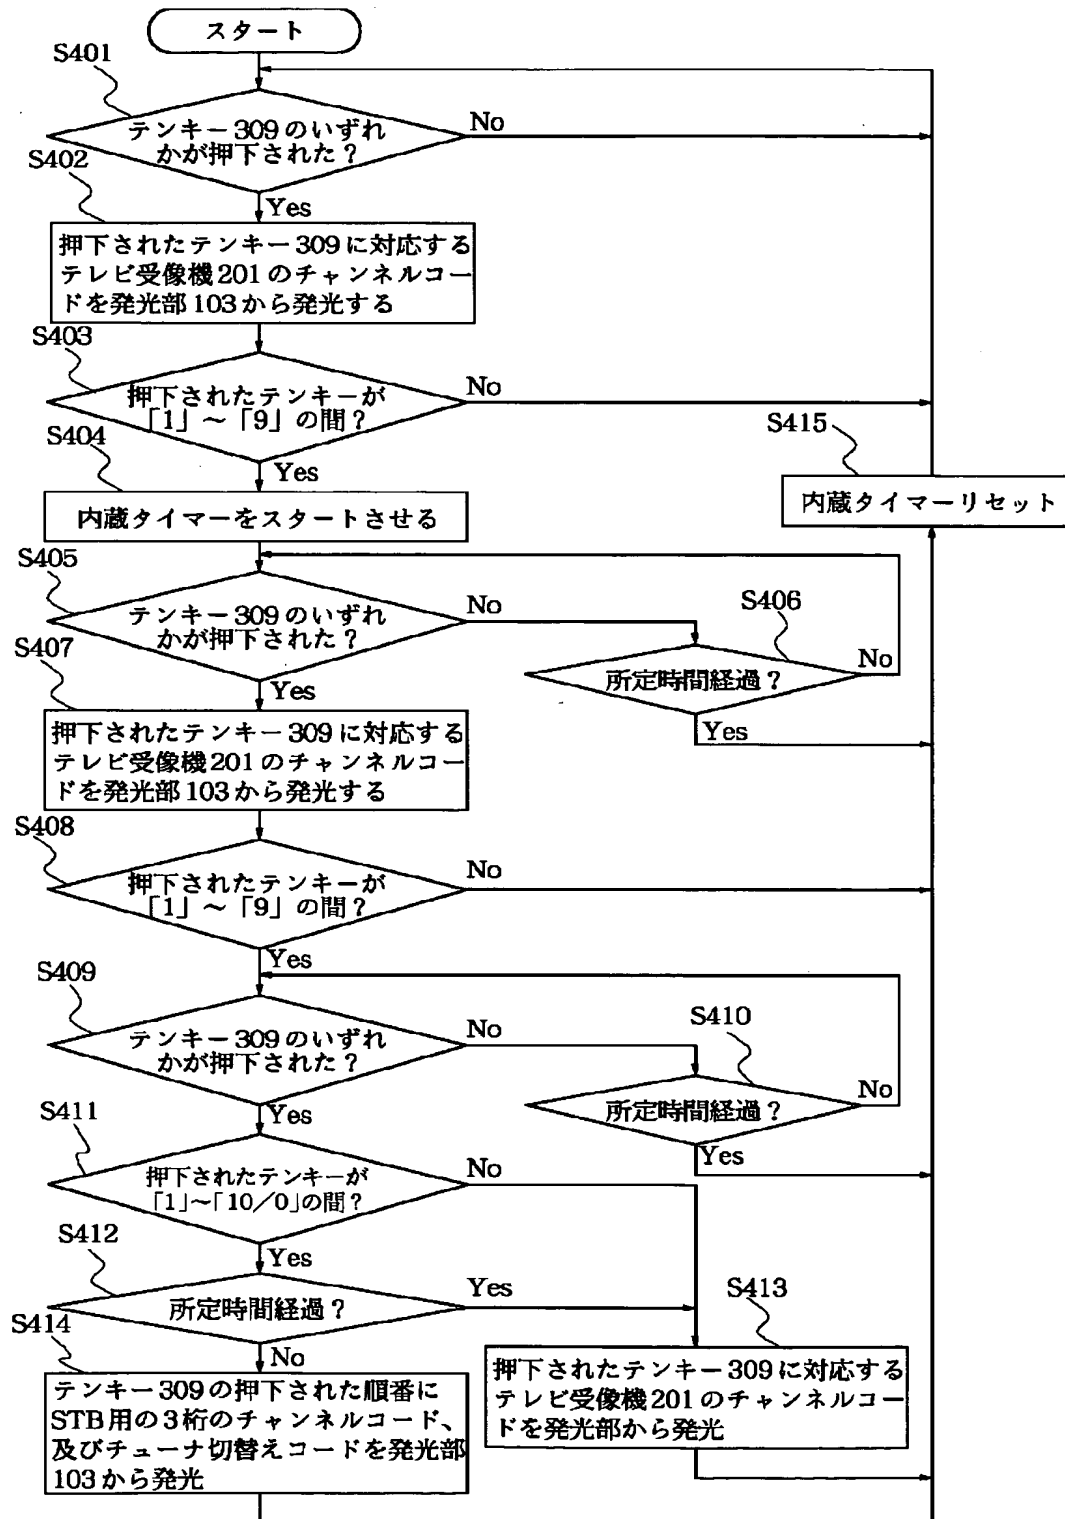 スタート
S401
テンキー309のいずれ
かが押下された？
No
S402
Yes
押下されたテンキー309に対応する
テレビ受像機201のチャンネルコー
ドを発光部103から発光する
S403
押下されたテンキーが
「1」～「9」の間？
No
S404
Yes
S415
内蔵タイマーをスタートさせる
内蔵タイマーリセット
S405
テンキー309のいずれ
かが押下された？
No
S406
所定時間経過？
No
Yes
S407
Yes
押下されたテンキー309に対応する
テレビ受像機201のチャンネルコー
ドを発光部103から発光する
S408
押下されたテンキーが
「1」～「9」の間？
No
Yes
S409
テンキー309のいずれ
かが押下された？
No
S410
所定時間経過？
No
Yes
S411
Yes
押下されたテンキーが
「1」～「10／0」の間？
No
S412
Yes
所定時間経過？
Yes
S413
押下されたテンキー309に対応する
テレビ受像機201のチャンネルコー
ドを発光部から発光
S414
No
テンキー309の押下された順番に
STB用の3桁のチャンネルコード、
及びチューナ切替えコードを発光部
103から発光